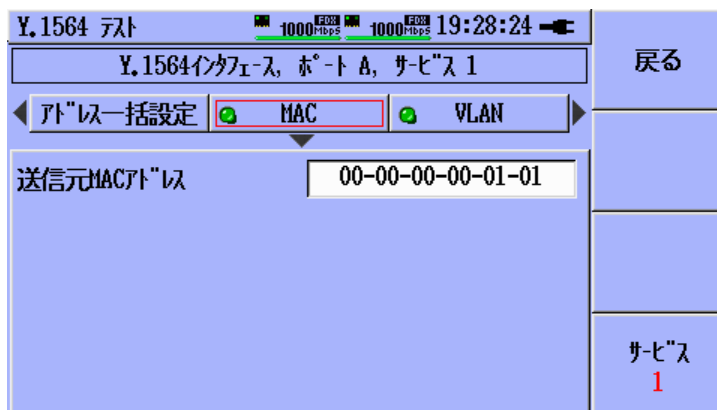 Y.1564 テスト
1000 FDX Mbps 1000 FDX Mbps 19:28:24
Y.1564インタフェース, ポート A, サービス 1
アドレス一括設定 MAC VLAN
送信元MACアドレス 00-00-00-00-01-01
戻る
サービス
1